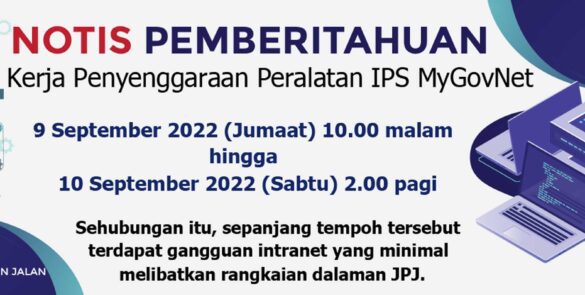 NOTIS PEMBERITAHUAN
Kerja Penyenggaraan Peralatan IPS MyGovNet
9 September 2022 (Jumaat) 10.00 malam
hingga
10 September 2022 (Sabtu) 2.00 pagi
Sehubungan itu, sepanjang tempoh tersebut
terdapat gangguan intranet yang minimal
melibatkan rangkaian dalaman JPJ.
N JALAN